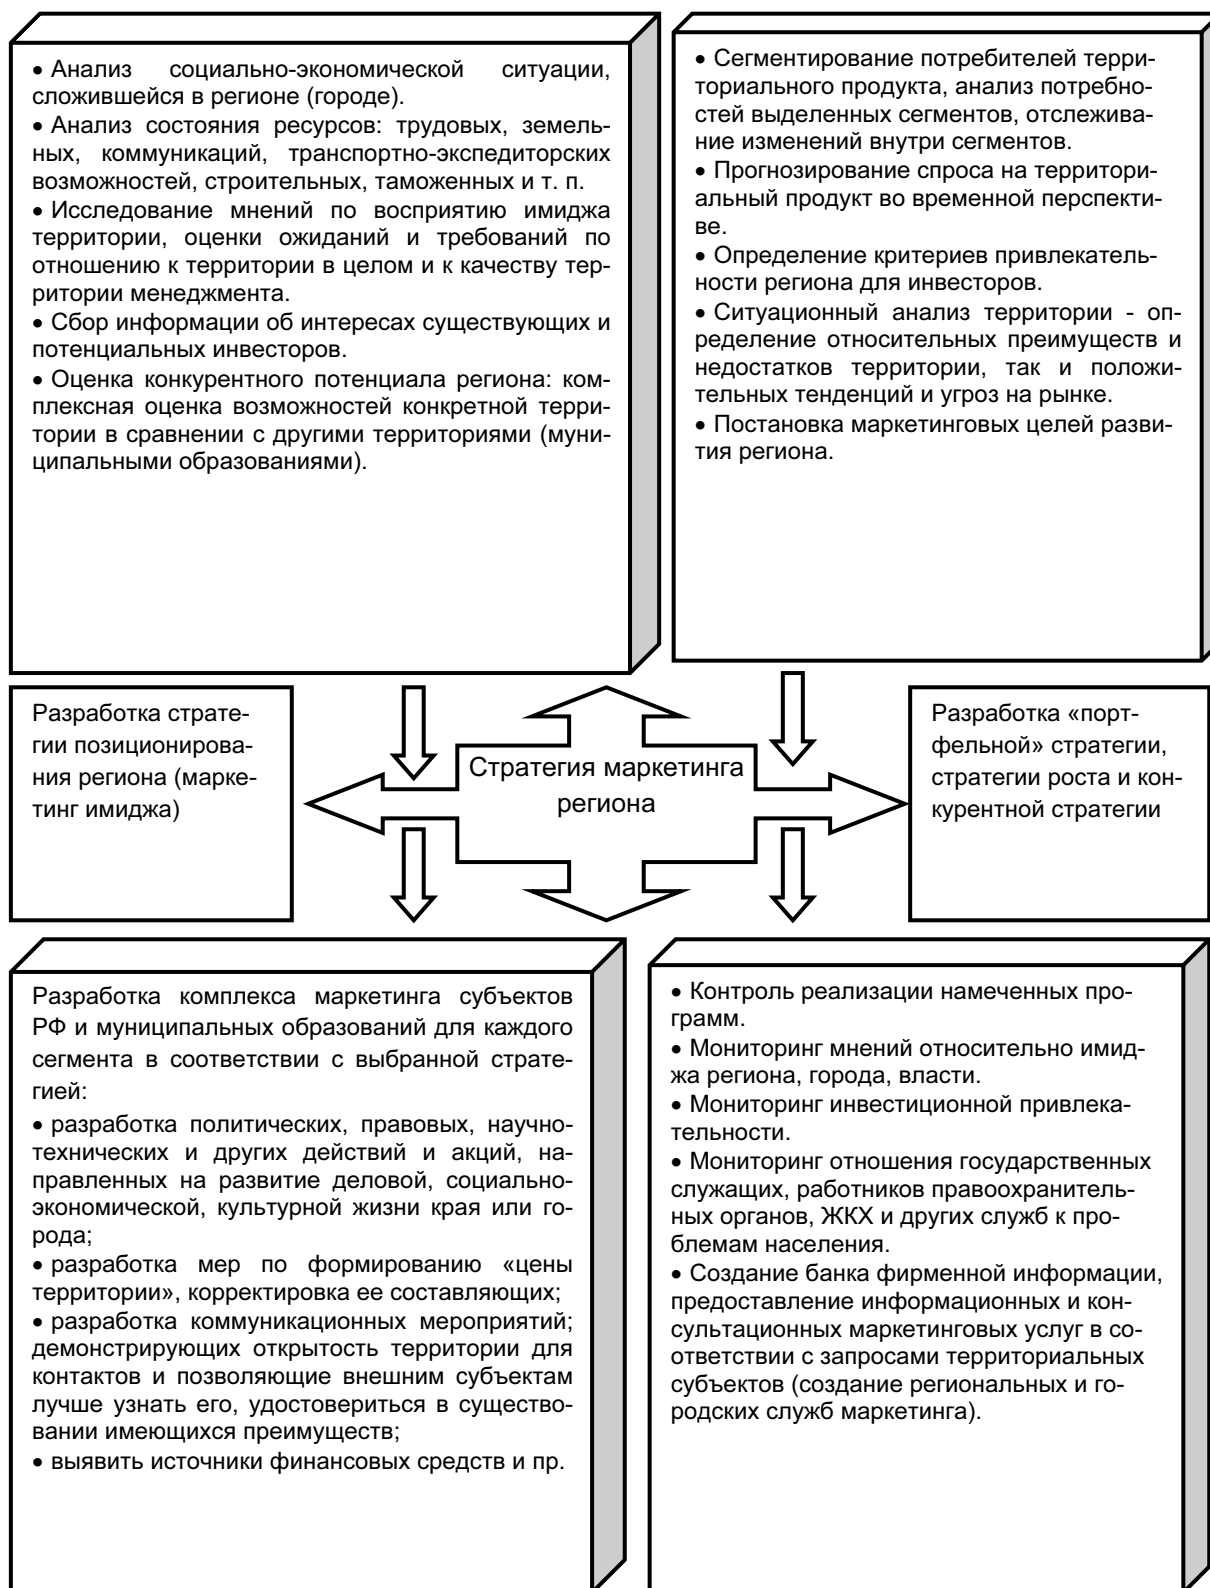 • Анализ социально-экономической ситуации,
сложившейся в регионе (городе).
• Анализ состояния ресурсов: трудовых, земель-
ных, коммуникаций, транспортно-экспедиторских
возможностей, строительных, таможенных и т. п.
• Исследование мнений по восприятию имиджа
территории, оценки ожиданий и требований по
отношению к территории в целом и к качеству тер-
ритории менеджмента.
• Сбор информации об интересах существующих и
потенциальных инвесторов.
• Оценка конкурентного потенциала региона: ком-
плексная оценка возможностей конкретной терри-
тории в сравнении с другими территориями (муни-
ципальными образованиями).
• Сегментирование потребителей терри-
ториального продукта, анализ потребно-
стей выделенных сегментов, отслежива-
ние изменений внутри сегментов.
• Прогнозирование спроса на территори-
альный продукт во временной перспекти-
ве.
• Определение критериев привлекатель-
ности региона для инвесторов.
• Ситуационный анализ территории - оп-
ределение относительных преимуществ и
недостатков территории, так и положи-
тельных тенденций и угроз на рынке.
• Постановка маркетинговых целей разви-
тия региона.
Разработка страте-
гии позиционирова-
ния региона (марке-
тинг имиджа)
Стратегия маркетинга
региона
Разработка «порт-
фельной» стратегии,
стратегии роста и кон-
курентной стратегии
Разработка комплекса маркетинга субъектов
РФ и муниципальных образований для каждого
сегмента в соответствии с выбранной страте-
гией:
• разработка политических, правовых, научно-
технических и других действий и акций, на-
правленных на развитие деловой, социально-
экономической, культурной жизни края или го-
рода;
• разработка мер по формированию «цены
территории», корректировка ее составляющих;
• разработка коммуникационных мероприятий;
демонстрирующих открытость территории для
контактов и позволяющие внешним субъектам
лучше узнать его, удостовериться в существо-
вании имеющихся преимуществ;
• выявить источники финансовых средств и пр.
• Контроль реализации намеченных про-
грамм.
• Мониторинг мнений относительно имид-
жа региона, города, власти.
• Мониторинг инвестиционной привлека-
тельности.
• Мониторинг отношения государственных
служащих, работников правоохранитель-
ных органов, ЖКХ и других служб к про-
блемам населения.
• Создание банка фирменной информации,
предоставление информационных и кон-
сультационных маркетинговых услуг в со-
ответствии с запросами территориальных
субъектов (создание региональных и го-
родских служб маркетинга).